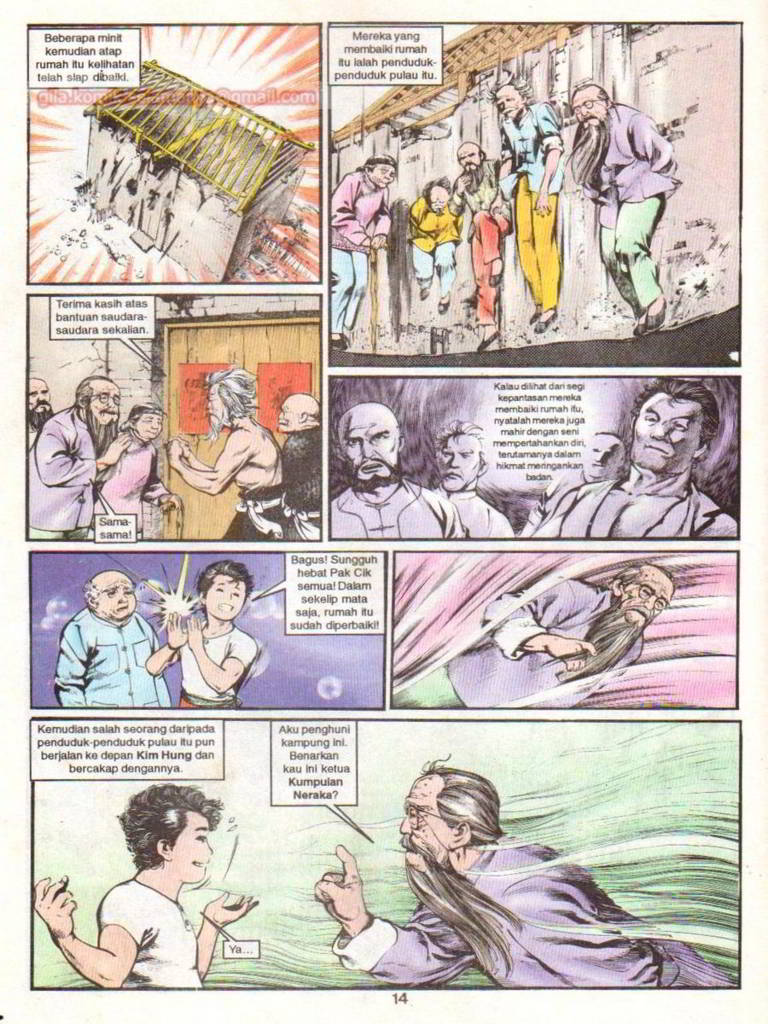 Beberapa minit
kemudian atap
rumah itu kelihatan
telah siap dibaiki.
Mereka yang
membaiki rumah
itu ialah penduduk-
penduduk pulau itu.
Terima kasih atas
bantuan saudara-
saudara sekalian.
Sama-
sama!
Kalau dilihat dari segi
kepantasan mereka
membaiki rumah itu,
nyatalah mereka juga
mahir dengan seni
mempertahankan diri,
terutamanya dalam
hikmat meringankan
badan.
Bagus! Sungguh
hebat Pak Cik
semua! Dalam
sekelip mata
saja, rumah itu
sudah diperbaiki!
Kemudian salah seorang daripada
penduduk-penduduk pulau itu pun
berjalan ke depan Kim Hung dan
bercakap dengannya.
Aku penghuni
kampung ini.
Benarkan
kau ini ketua
Kumpulan
Neraka?
Ya...
14